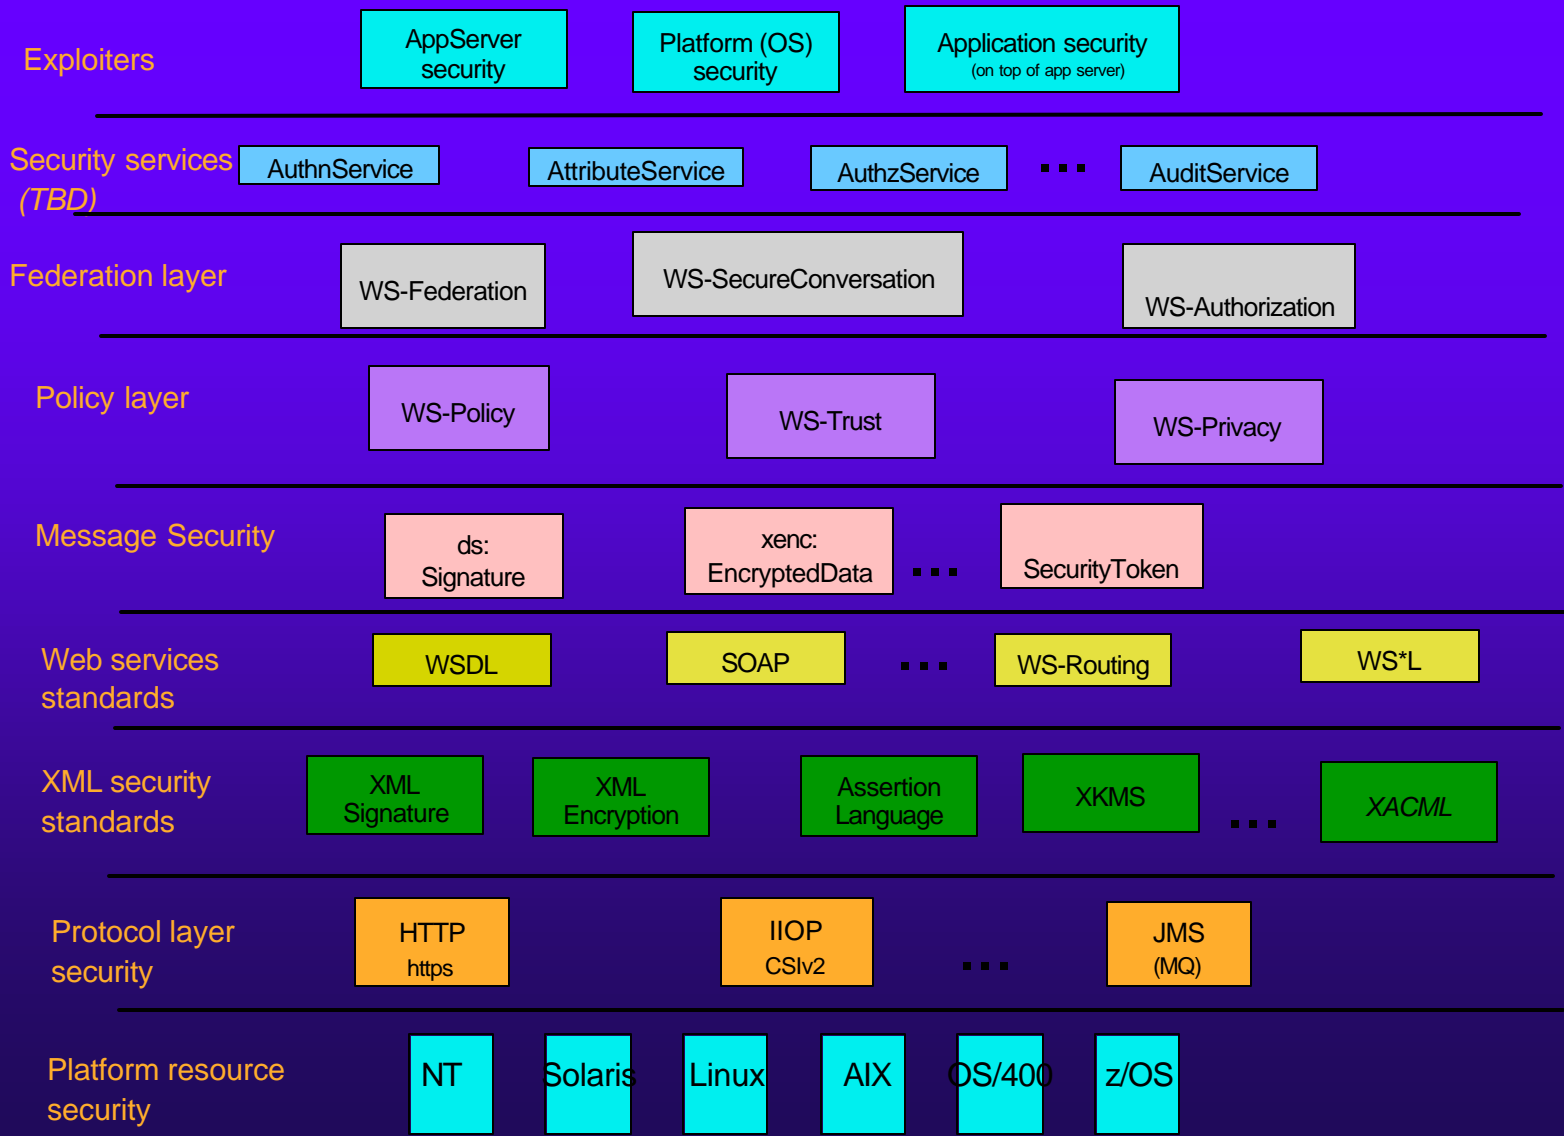 Exploiters
AppServer
security
Platform (OS)
security
Application security
(on top of app server)
Security services
(TBD)
AuthnService
AttributeService
AuthzService
...
AuditService
Federation layer
WS-Federation
WS-SecureConversation
WS-Authorization
Policy layer
WS-Policy
WS-Trust
WS-Privacy
Message Security
ds:
Signature
xenc:
EncryptedData
...
SecurityToken
Web services
standards
WSDL
SOAP
...
WS-Routing
WS*L
XML security
standards
XML
Signature
XML
Encryption
Assertion
Language
XKMS
...
XACML
Protocol layer
security
HTTP
https
IIOP
CSIv2
...
JMS
(MQ)
Platform resource
security
NT
Solaris
Linux
AIX
OS/400
z/OS